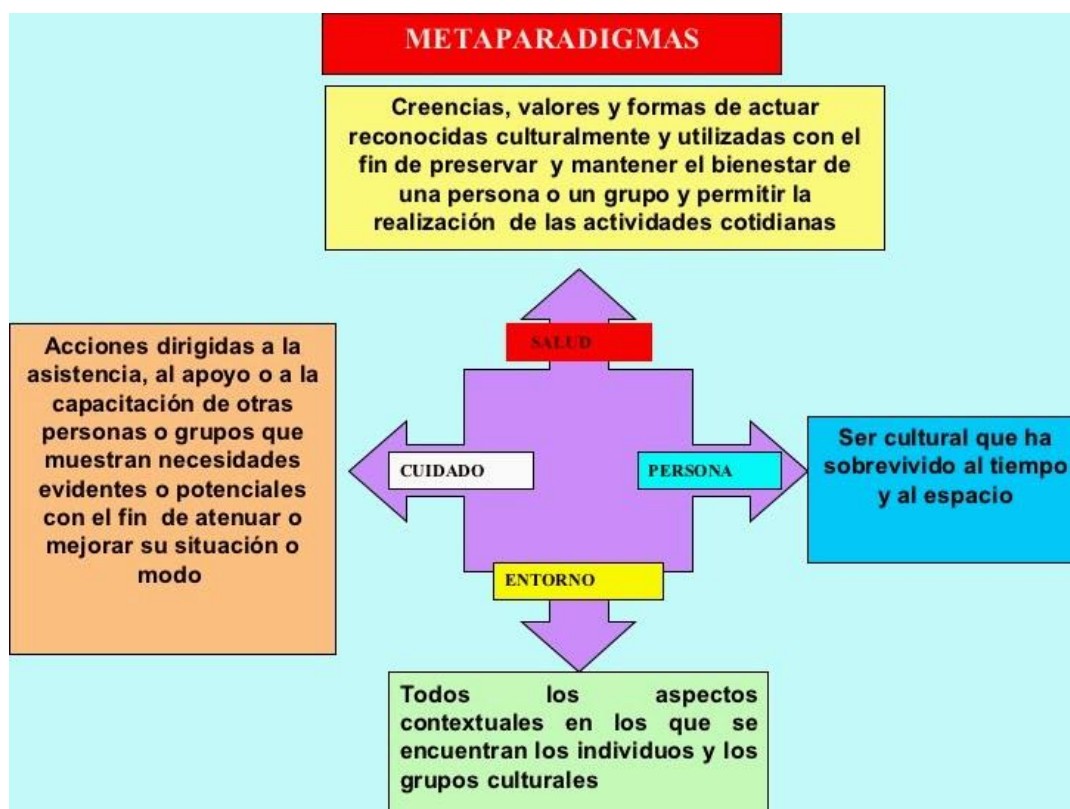 METAPARADIGMAS
Creencias, valores y formas de actuar
reconocidas culturalmente y utilizadas con el
fin de preservar y mantener el bienestar de
una persona o un grupo y permitir la
realización de las actividades cotidianas
SALUD
Acciones dirigidas a la
asistencia, al apoyo o a la
capacitación de otras
personas o grupos que
muestran necesidades
evidentes o potenciales
con el fin de atenuar o
mejorar su situación o
modo
CUIDADO
PERSONA
Ser cultural que ha
sobrevivido al tiempo
y al espacio
ENTORNO
Todos los aspectos
contextuales en los que se
encuentran los individuos y los
grupos culturales